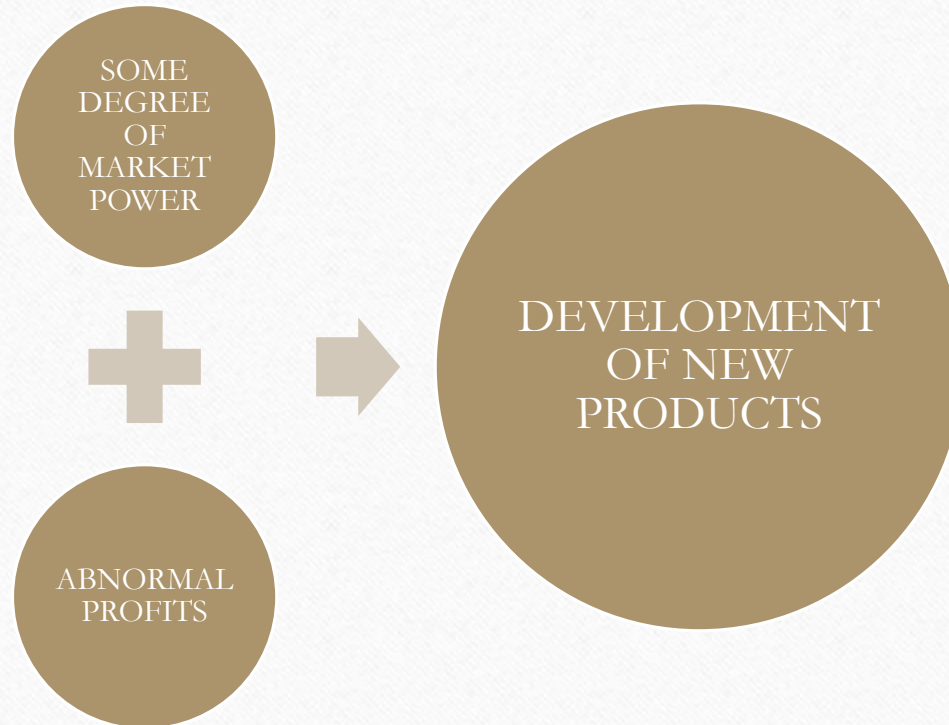 SOME
DEGREE
OF
MARKET
POWER
ABNORMAL
PROFITS
DEVELOPMENT
OF NEW
PRODUCTS